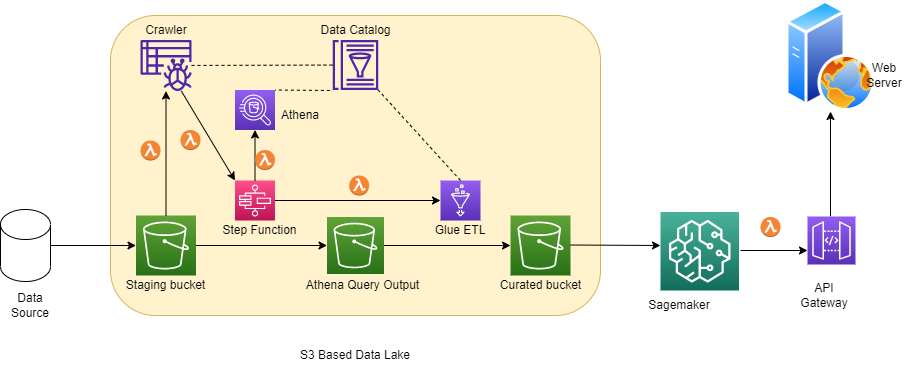 Crawler
Data Catalog
Web
Server
Athena
λ
λ
λ
λ
Step Function
Glue ETL
λ
</>
Staging bucket
Athena Query Output
Curated bucket
Sagemaker
API
Gateway
Data
Source
S3 Based Data Lake